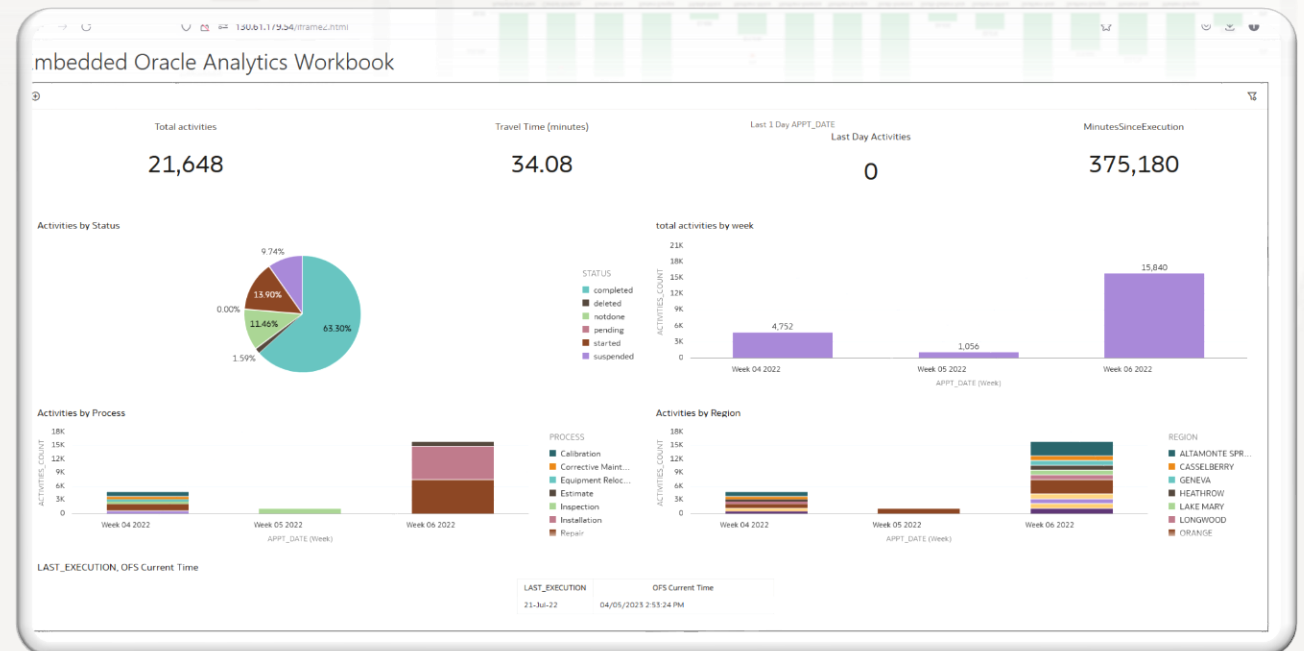 130.61.179.54/iframe2.html
mbedded Oracle Analytics Workbook
Total activities
21,648
Travel Time (minutes)
34.08
Last 1 Day APPT_DATE
Last Day Activities
0
MinutesSinceExecution
375,180
Activities by Status
9.74%
13.90%
0.00%
11.46%
63.30%
1.59%
STATUS
completed
deleted
notdone
pending
started
suspended
total activities by week
ACTIVITIES_COUNT
21K
18K
15K
12K
9K
6K
3K
0
4,752
1,056
15,840
Week 04 2022
Week 05 2022
Week 06 2022
APPT_DATE (Week)
Activities by Process
ACTIVITIES_COUNT
18K
15K
12K
9K
6K
3K
0
Week 04 2022
Week 05 2022
Week 06 2022
APPT_DATE (Week)
PROCESS
Calibration
Corrective Maint...
Equipment Reloc...
Estimate
Inspection
Installation
Repair
Activities by Region
ACTIVITIES_COUNT
18K
15K
12K
9K
6K
3K
0
Week 04 2022
Week 05 2022
Week 06 2022
APPT_DATE (Week)
REGION
ALTAMONTE SPR...
CASSELBERRY
GENEVA
HEATHROW
LAKE MARY
LONGWOOD
ORANGE
LAST_EXECUTION, OFS Current Time
LAST_EXECUTION OFS Current Time
21-Jul-22 04/05/2023 2:53:24 PM